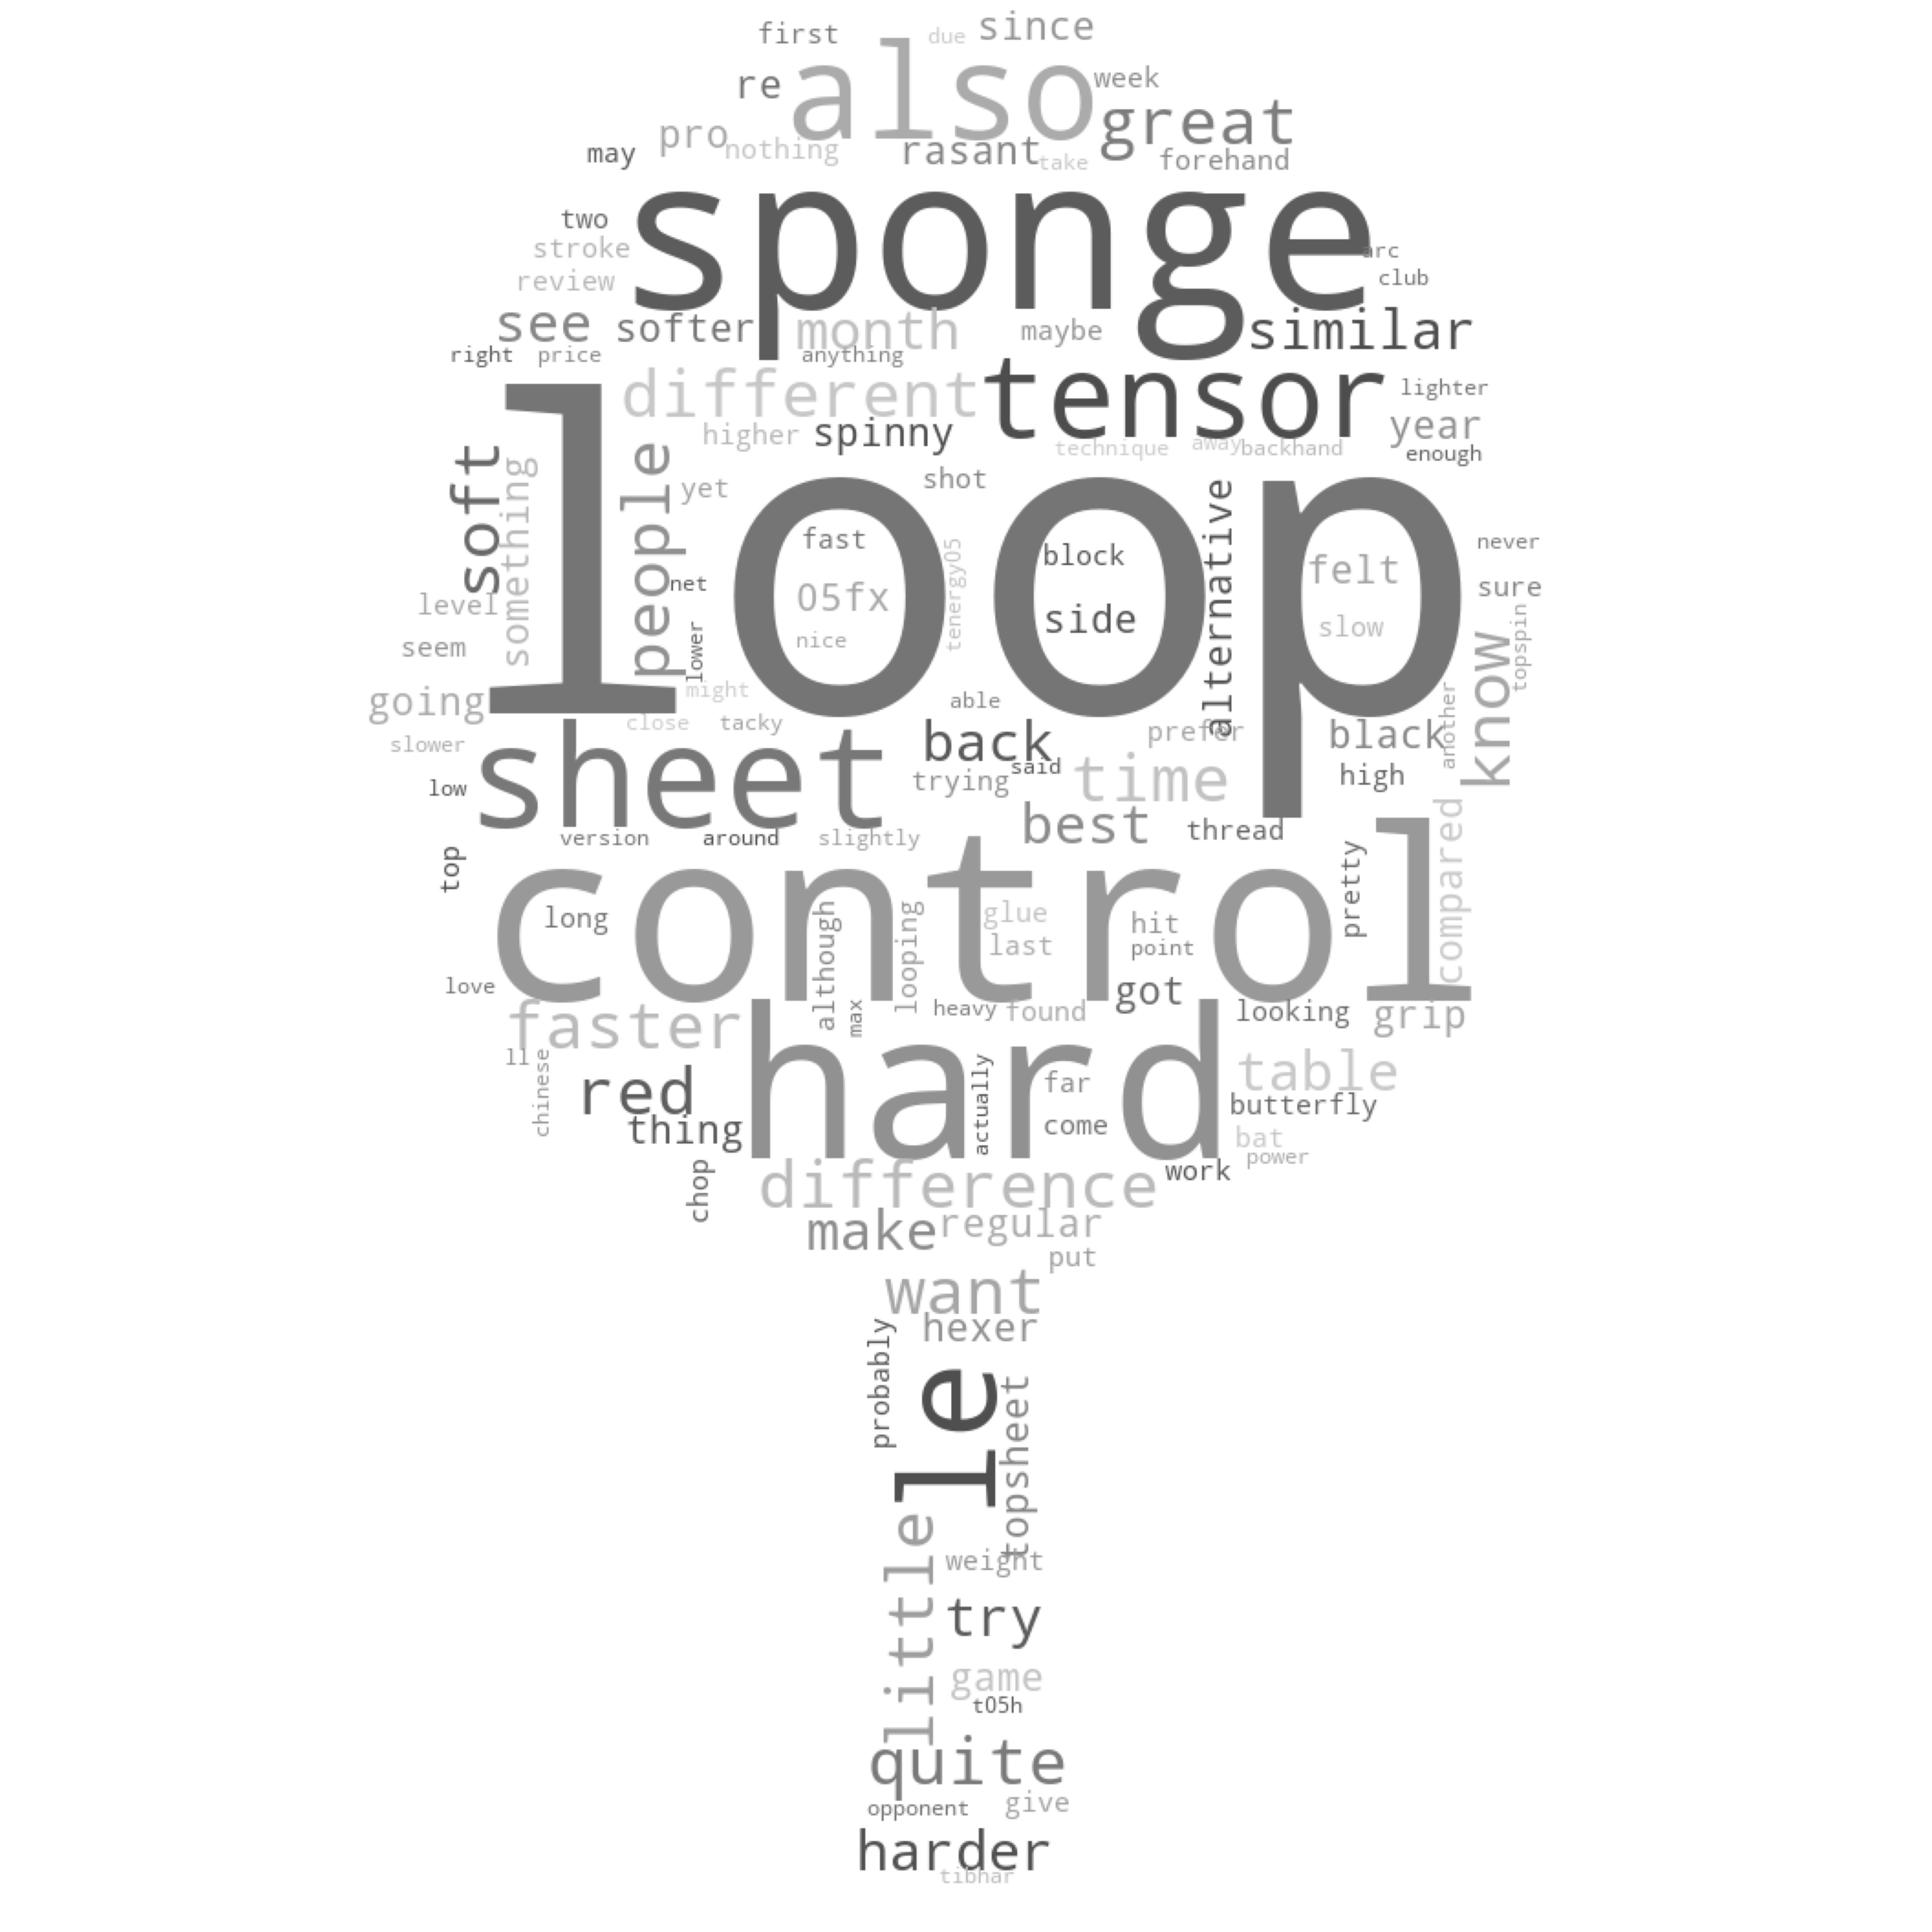 first due since
re also week
great
pro nothing rasant take forehand
may
two sponge arc
stroke
review club
see softer month maybe similar
right price anything
different tensor lighter
higher spinny year
technique away backhand enough
soft something people yet shot alternative
loop
fast block never
05fx tenergy05 felt sure
net side slow
level nice topspin
seem lower know
going might able another
close tacky prefer black
slower sheet back
said
low trying time high
best thread
version around slightly
top control pretty compared
long although looping glue hit
last point
love got
faster max heavy found looking grip
ll chinese hard actually far table
red butterfly
thing come bat
power
chop difference work
make regular
put
want
hexer
probably le topsheet
little weight
try
game
t05h
quite
opponent give
harder
tibhar